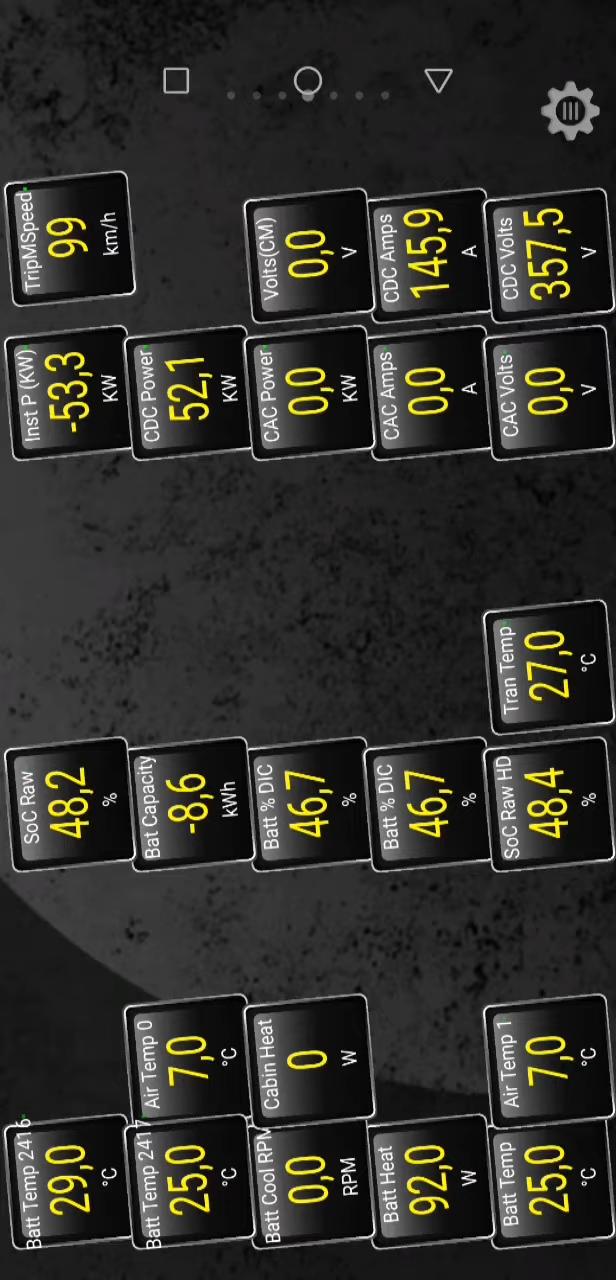 Batt Temp 2416
29,0
°C
SoC Raw
48,2
%
Inst P (KW)
-53,3
KW
TripMSpeed
99
km/h
Batt Temp 2417
25,0
°C
Air Temp 0
7,0
°C
Bat Capacity
-8,6
kWh
CDC Power
52,1
KW
Batt Cool RPM
0,0
RPM
Cabin Heat
0
W
Batt % DIC
46,7
%
CAC Power
0,0
KW
Volts(CM)
0,0
V
Batt Heat
92,0
W
Batt % DIC
46,7
%
CAC Amps
0,0
A
CDC Amps
145,9
A
Batt Temp
25,0
°C
Air Temp 1
7,0
°C
SoC Raw HD
48,4
%
Tran Temp
27,0
°C
CAC Volts
0,0
V
CDC Volts
357,5
V